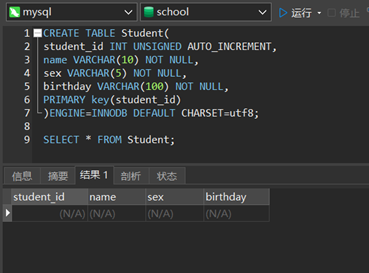 mysql school 运行 停止
1 CREATE TABLE Student(
2 student_id INT UNSIGNED AUTO_INCREMENT,
3 name VARCHAR(10) NOT NULL,
4 sex VARCHAR(5) NOT NULL,
5 birthday VARCHAR(100) NOT NULL,
6 PRIMARY key(student_id)
7 )ENGINE=INNODB DEFAULT CHARSET=utf8;
8
9 SELECT * FROM Student;
信息 摘要 结果 1 剖析 状态
student_id name sex birthday
(N/A) (N/A) (N/A) (N/A)